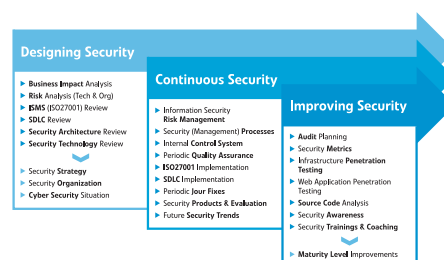 Designing Security
Business Impact Analysis
Risk Analysis (Tech & Org)
ISMS (ISO27001) Review
SDLC Review
Security Architecture Review
Security Technology Review
Security Strategy
Security Organization
Cyber Security Situation
Continuous Security
Information Security
Risk Management
Security (Management) Processes
Internal Control System
Periodic Quality Assurance
ISO27001 Implementation
SDLC Implementation
Periodic Jour Fixes
Security Products & Evaluation
Future Security Trends
Improving Security
Audit Planning
Security Metrics
Infrastructure Penetration
Testing
Web Application Penetration
Testing
Source Code Analysis
Security Awareness
Security Trainings & Coaching
Maturity Level Improvements